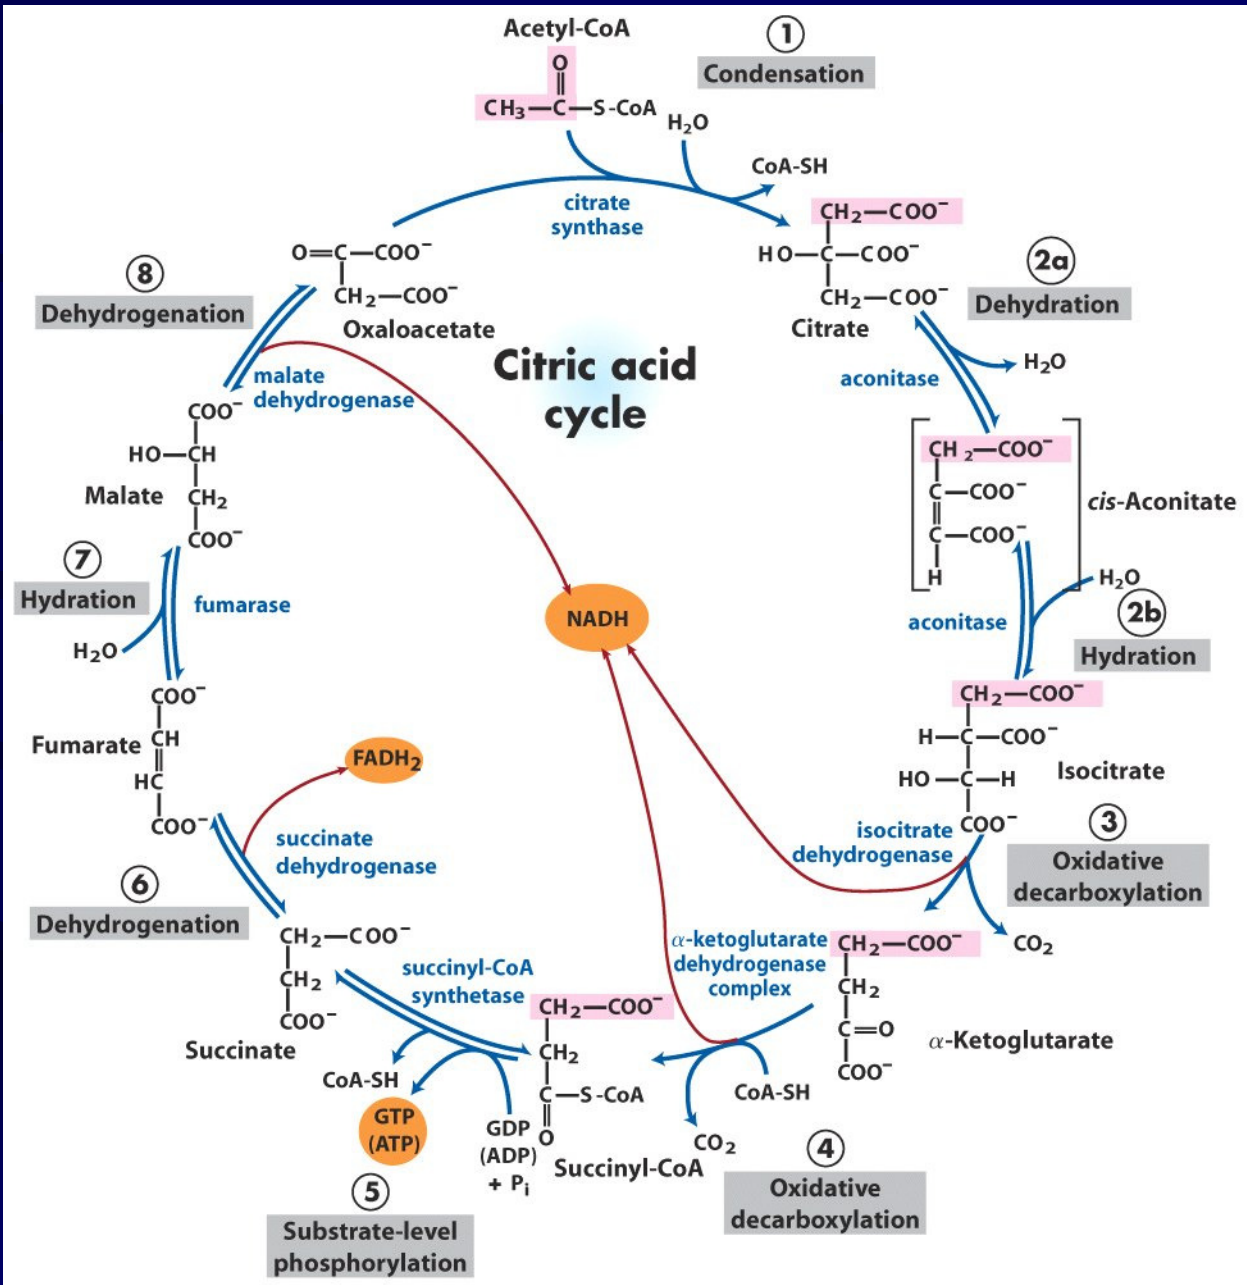 Acetyl-CoA
O
CH₃—C—S-CoA
1
Condensation
H₂O
CoA-SH
citrate
synthase
CH₂—COO⁻
HO—C—COO⁻
CH₂—COO⁻
Citrate
2a
Dehydration
H₂O
aconitase
CH₂—COO⁻
C—COO⁻
C—COO⁻
H
cis-Aconitate
H₂O
aconitase
2b
Hydration
CH₂—COO⁻
H—C—COO⁻
HO—C—H
COO⁻
Isocitrate
isocitrate
dehydrogenase
3
Oxidative
decarboxylation
CO₂
CH₂—COO⁻
CH₂
C=O
COO⁻
α-Ketoglutarate
α-ketoglutarate
dehydrogenase
complex
CoA-SH
CO₂
4
Oxidative
decarboxylation
CH₂—COO⁻
CH₂
C—S-CoA
O
Succinyl-CoA
succinyl-CoA
synthetase
GDP
(ADP)
+ Pᵢ
CoA-SH
GTP
(ATP)
5
Substrate-level
phosphorylation
CH₂—COO⁻
CH₂
COO⁻
Succinate
succinate
dehydrogenase
FADH₂
6
Dehydrogenation
COO⁻
CH
HC
COO⁻
Fumarate
fumarase
H₂O
7
Hydration
COO⁻
HO—CH
CH₂
COO⁻
Malate
malate
dehydrogenase
8
Dehydrogenation
O=C—COO⁻
CH₂—COO⁻
Oxaloacetate
Citric acid
cycle
NADH